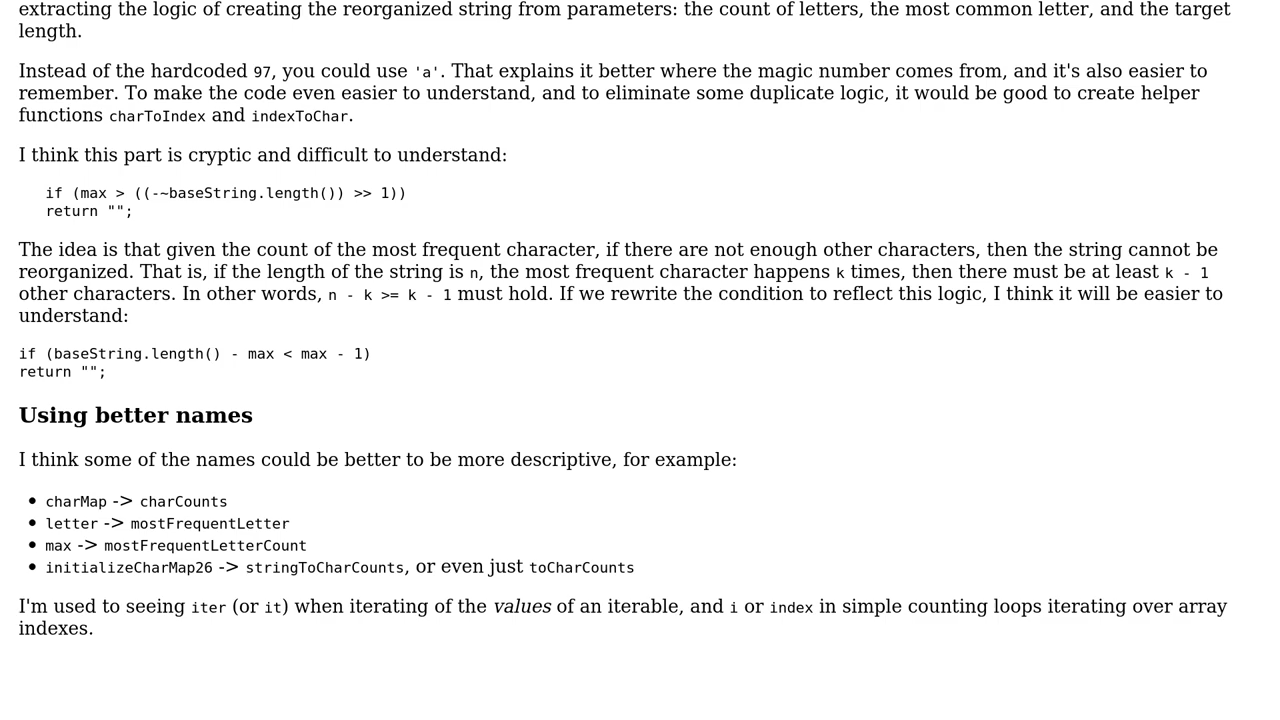 extracting the logic of creating the reorganized string from parameters: the count of letters, the most common letter, and the target
length.
Instead of the hardcoded 97, you could use 'a'. That explains it better where the magic number comes from, and it's also easier to
remember. To make the code even easier to understand, and to eliminate some duplicate logic, it would be good to create helper
functions charToIndex and indexToChar.
I think this part is cryptic and difficult to understand:
if (max > ((-~baseString.length()) >> 1))
return "";
The idea is that given the count of the most frequent character, if there are not enough other characters, then the string cannot be
reorganized. That is, if the length of the string is n, the most frequent character happens k times, then there must be at least k - 1
other characters. In other words, n - k >= k - 1 must hold. If we rewrite the condition to reflect this logic, I think it will be easier to
understand:
if (baseString.length() - max < max - 1)
return "";
Using better names
I think some of the names could be better to be more descriptive, for example:
• charMap -> charCounts
• letter -> mostFrequentLetter
• max -> mostFrequentLetterCount
• initializeCharMap26 -> stringToCharCounts, or even just toCharCounts
I'm used to seeing iter (or it) when iterating of the values of an iterable, and i or index in simple counting loops iterating over array
indexes.